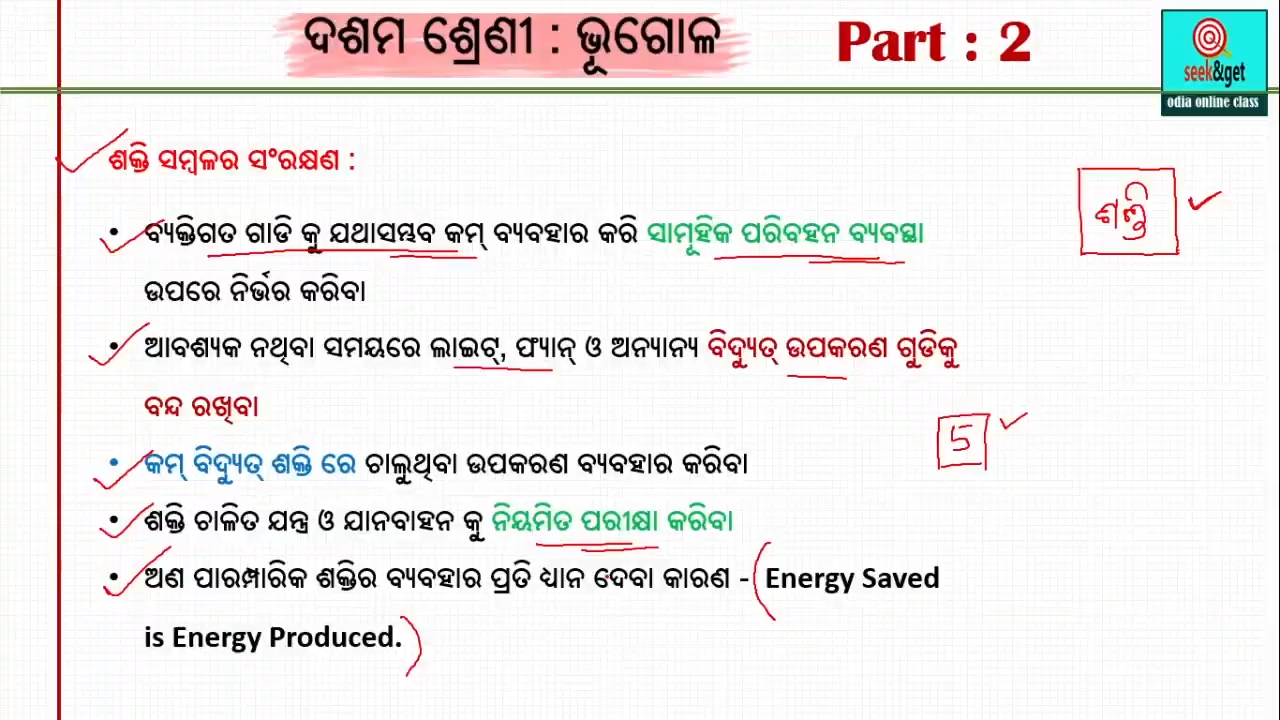 ଦଶମ ଶ୍ରେଣୀ : ଭୂଗୋଳ
Part : 2
seek&get
odia online class
ଶକ୍ତି ସମ୍ବଳର ସଂରକ୍ଷଣ :
ଶକ୍ତି
• ବ୍ୟକ୍ତିଗତ ଗାଡି କୁ ଯଥାସମ୍ଭବ କମ୍ ବ୍ୟବହାର କରି ସାମୂହିକ ପରିବହନ ବ୍ୟବସ୍ଥା
ଉପରେ ନିର୍ଭର କରିବା
• ଆବଶ୍ୟକ ନଥିବା ସମୟରେ ଲାଇଟ୍, ଫ୍ୟାନ୍ ଓ ଅନ୍ୟାନ୍ୟ ବିଦ୍ୟୁତ୍ ଉପକରଣ ଗୁଡିକୁ
ବନ୍ଦ ରଖିବା
5
• କମ୍ ବିଦ୍ୟୁତ୍ ଶକ୍ତି ରେ ଚାଲୁଥିବା ଉପକରଣ ବ୍ୟବହାର କରିବା
• ଶକ୍ତି ଚାଳିତ ଯନ୍ତ୍ର ଓ ଯାନବାହନ କୁ ନିୟମିତ ପରୀକ୍ଷା କରିବା
• ଅଣ ପାରମ୍ପାରିକ ଶକ୍ତିର ବ୍ୟବହାର ପ୍ରତି ଧ୍ୟାନ ଦେବା କାରଣ - (Energy Saved
is Energy Produced.)